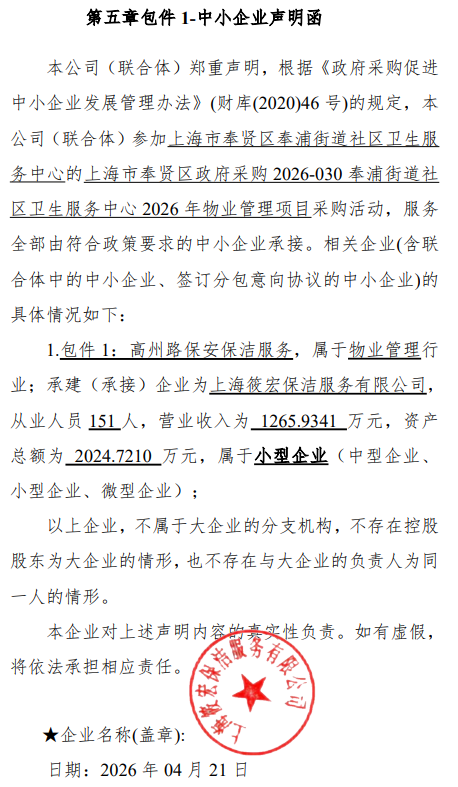 第五章包件 1-中小企业声明函
本公司（联合体）郑重声明，根据《政府采购促进
中小企业发展管理办法》(财库(2020)46 号)的规定，本
公司（联合体）参加上海市奉贤区奉浦街道社区卫生服
务中心的上海市奉贤区政府采购 2026-030 奉浦街道社
区卫生服务中心 2026 年物业管理项目采购活动，服务
全部由符合政策要求的中小企业承接。相关企业(含联
合体中的中小企业、签订分包意向协议的中小企业)的
具体情况如下：
1.包件 1：高州路保安保洁服务，属于物业管理行
业；承建（承接）企业为上海筱宏保洁服务有限公司，
从业人员 151 人，营业收入为 1265.9341 万元，资产
总额为 2024.7210 万元，属于小型企业（中型企业、
小型企业、微型企业）；
以上企业，不属于大企业的分支机构，不存在控股
股东为大企业的情形，也不存在与大企业的负责人为同
一人的情形。
本企业对上述声明内容的真实性负责。如有虚假，
将依法承担相应责任。
上海筱宏保洁服务有限公司
★企业名称(盖章):
日期：2026 年 04 月 21 日